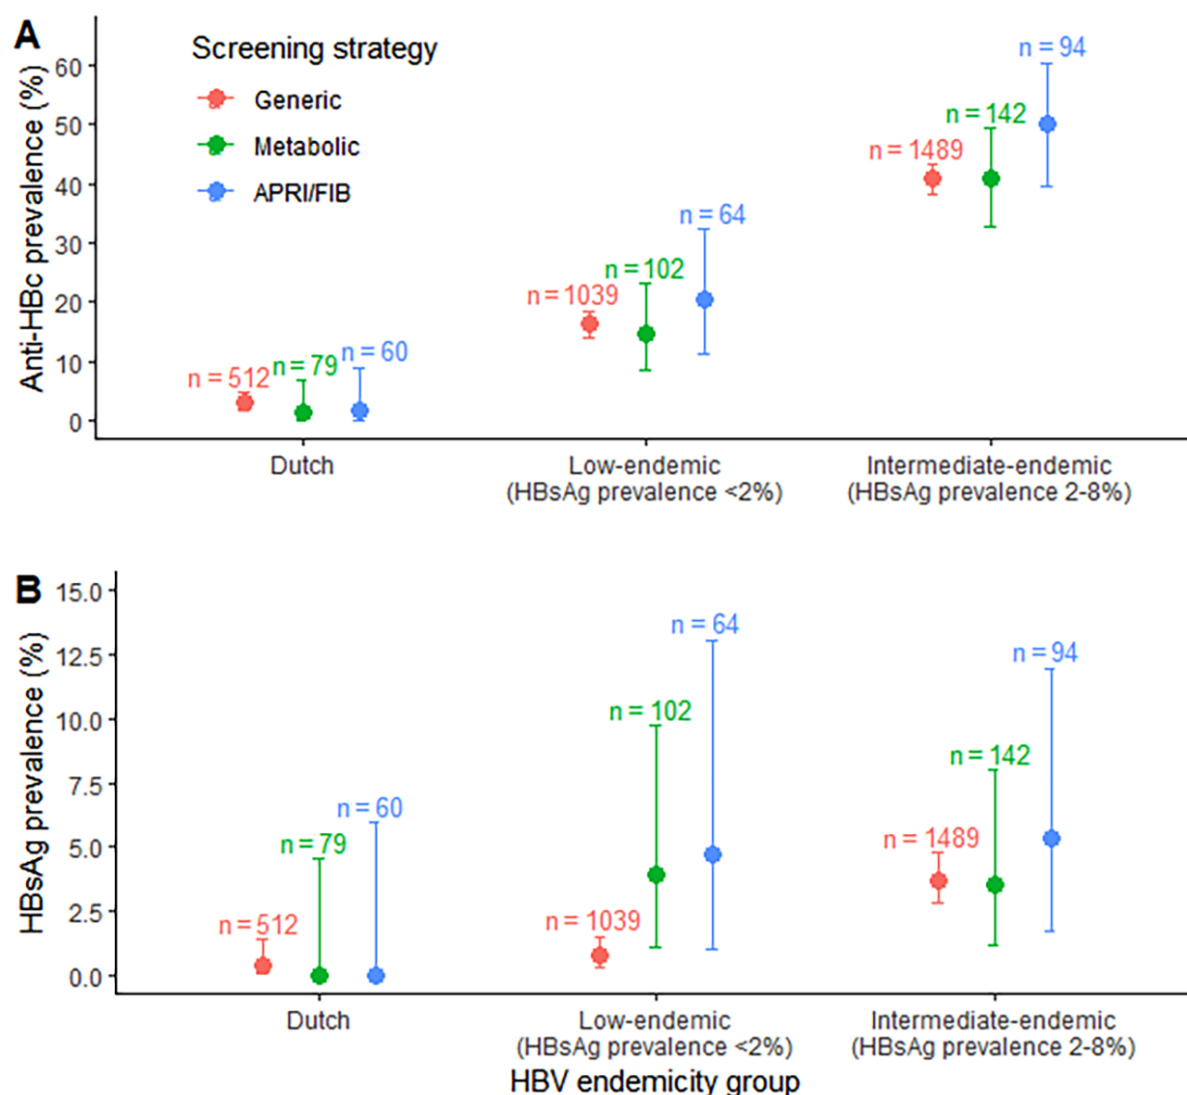 A
Anti-HBc prevalence (%)
60
50
40
30
20
10
0
Screening strategy
Generic
Metabolic
APRI/FIB
n = 512
n = 79
n = 60
n = 1039
n = 102
n = 64
n = 1489
n = 142
n = 94
Dutch
Low-endemic
(HBsAg prevalence <2%)
Intermediate-endemic
(HBsAg prevalence 2-8%)
B
HBsAg prevalence (%)
15.0
12.5
10.0
7.5
5.0
2.5
0.0
n = 512
n = 79
n = 60
n = 1039
n = 102
n = 64
n = 1489
n = 142
n = 94
Dutch
Low-endemic
(HBsAg prevalence <2%)
Intermediate-endemic
(HBsAg prevalence 2-8%)
HBV endemicity group